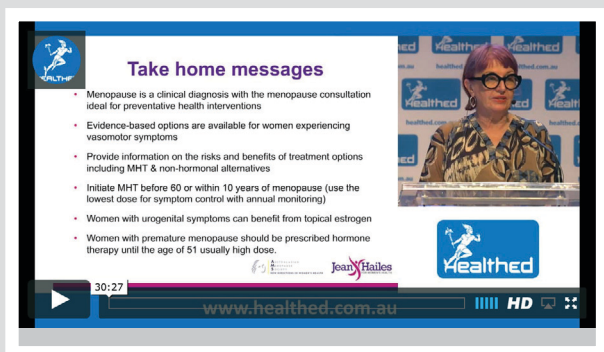 EALTHE
Take home messages
• Menopause is a clinical diagnosis with the menopause consultation
ideal for preventative health interventions
• Evidence-based options are available for women experiencing
vasomotor symptoms
• Provide information on the risks and benefits of treatment options
including MHT & non-hormonal alternatives
• Initiate MHT before 60 or within 10 years of menopause (use the
lowest dose for symptom control with annual monitoring)
• Women with urogenital symptoms can benefit from topical estrogen
• Women with premature menopause should be prescribed hormone
therapy until the age of 51 usually high dose.
Jean Hailes
Healthed
Healthed
Healthed
Healthed
30:27
www.healthed.com.au
HD